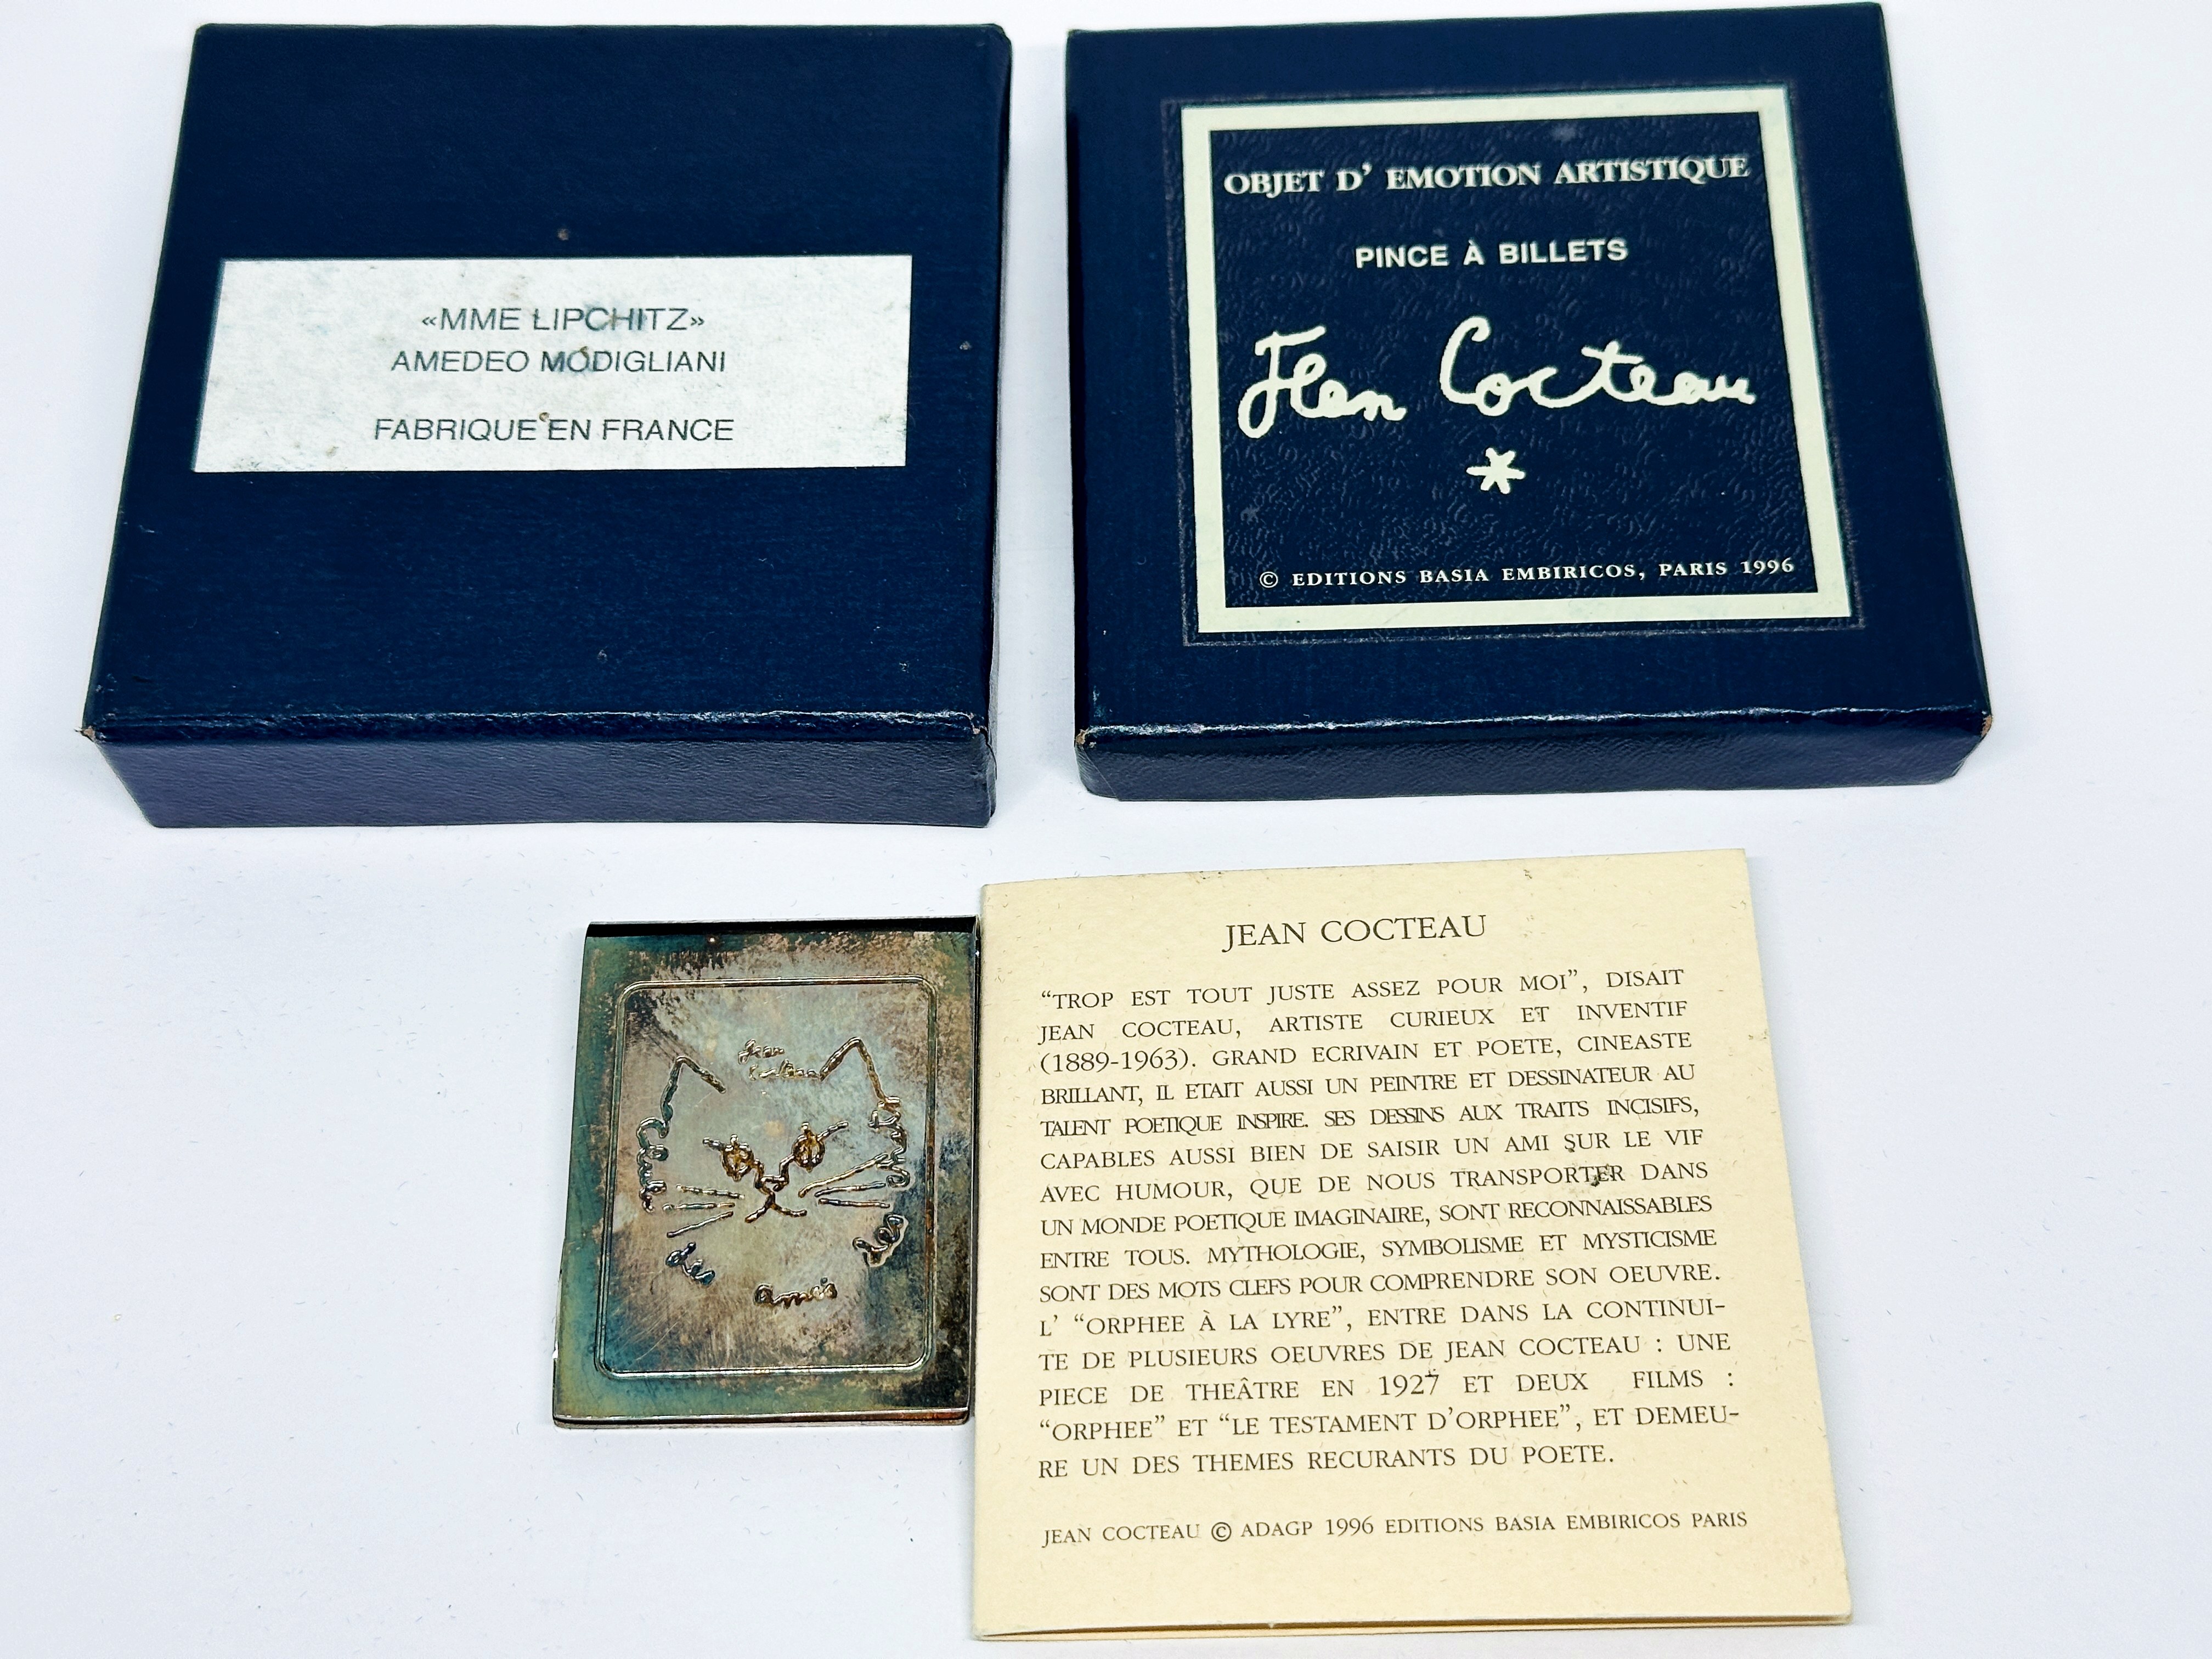 «MME LIPCHITZ»
AMEDEO MODIGLIANI
FABRIQUE EN FRANCE
OBJET D' EMOTION ARTISTIQUE
PINCE À BILLETS
Jean Cocteau
*
© EDITIONS BASIA EMBIRICOS, PARIS 1996
Jean
Cocteau
Club
des
amis
des
JEAN COCTEAU
“TROP EST TOUT JUSTE ASSEZ POUR MOI”, DISAIT
JEAN COCTEAU, ARTISTE CURIEUX ET INVENTIF
(1889-1963). GRAND ECRIVAIN ET POETE, CINEASTE
BRILLANT, IL ETAIT AUSSI UN PEINTRE ET DESSINATEUR AU
TALENT POETIQUE INSPIRE. SES DESSINS AUX TRAITS INCISIFS,
CAPABLES AUSSI BIEN DE SAISIR UN AMI SUR LE VIF
AVEC HUMOUR, QUE DE NOUS TRANSPORTER DANS
UN MONDE POETIQUE IMAGINAIRE, SONT RECONNAISSABLES
ENTRE TOUS. MYTHOLOGIE, SYMBOLISME ET MYSTICISME
SONT DES MOTS CLEFS POUR COMPRENDRE SON OEUVRE.
L' “ORPHEE À LA LYRE”, ENTRE DANS LA CONTINUI-
TE DE PLUSIEURS OEUVRES DE JEAN COCTEAU : UNE
PIECE DE THEÂTRE EN 1927 ET DEUX FILMS :
“ORPHEE” ET “LE TESTAMENT D'ORPHEE”, ET DEMEU-
RE UN DES THEMES RECURANTS DU POETE.
JEAN COCTEAU © ADAGP 1996 EDITIONS BASIA EMBIRICOS PARIS